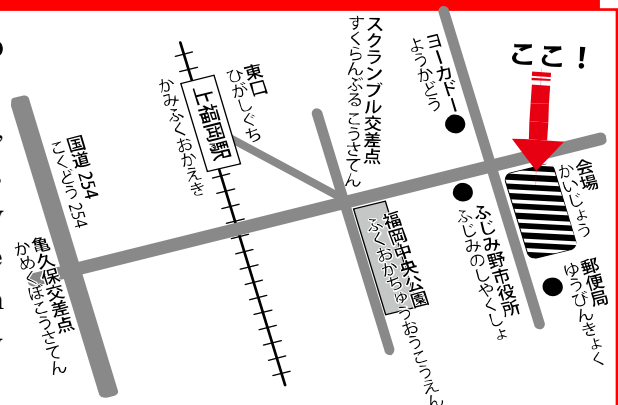 ここ！
ヨーカドー
ようかどう
スクランブル交差点
すくらんぶる こうさてん
東口
ひがしぐち
上福岡駅
かみふくおかえき
会場
かいじょう
国道 254
こくどう 254
福岡中央公園
ふくおかちゅうおうこうえん
ふじみ野市役所
ふじみのしやくしょ
郵便局
ゆうびんきょく
亀久保交差点
かめくぼこうさてん